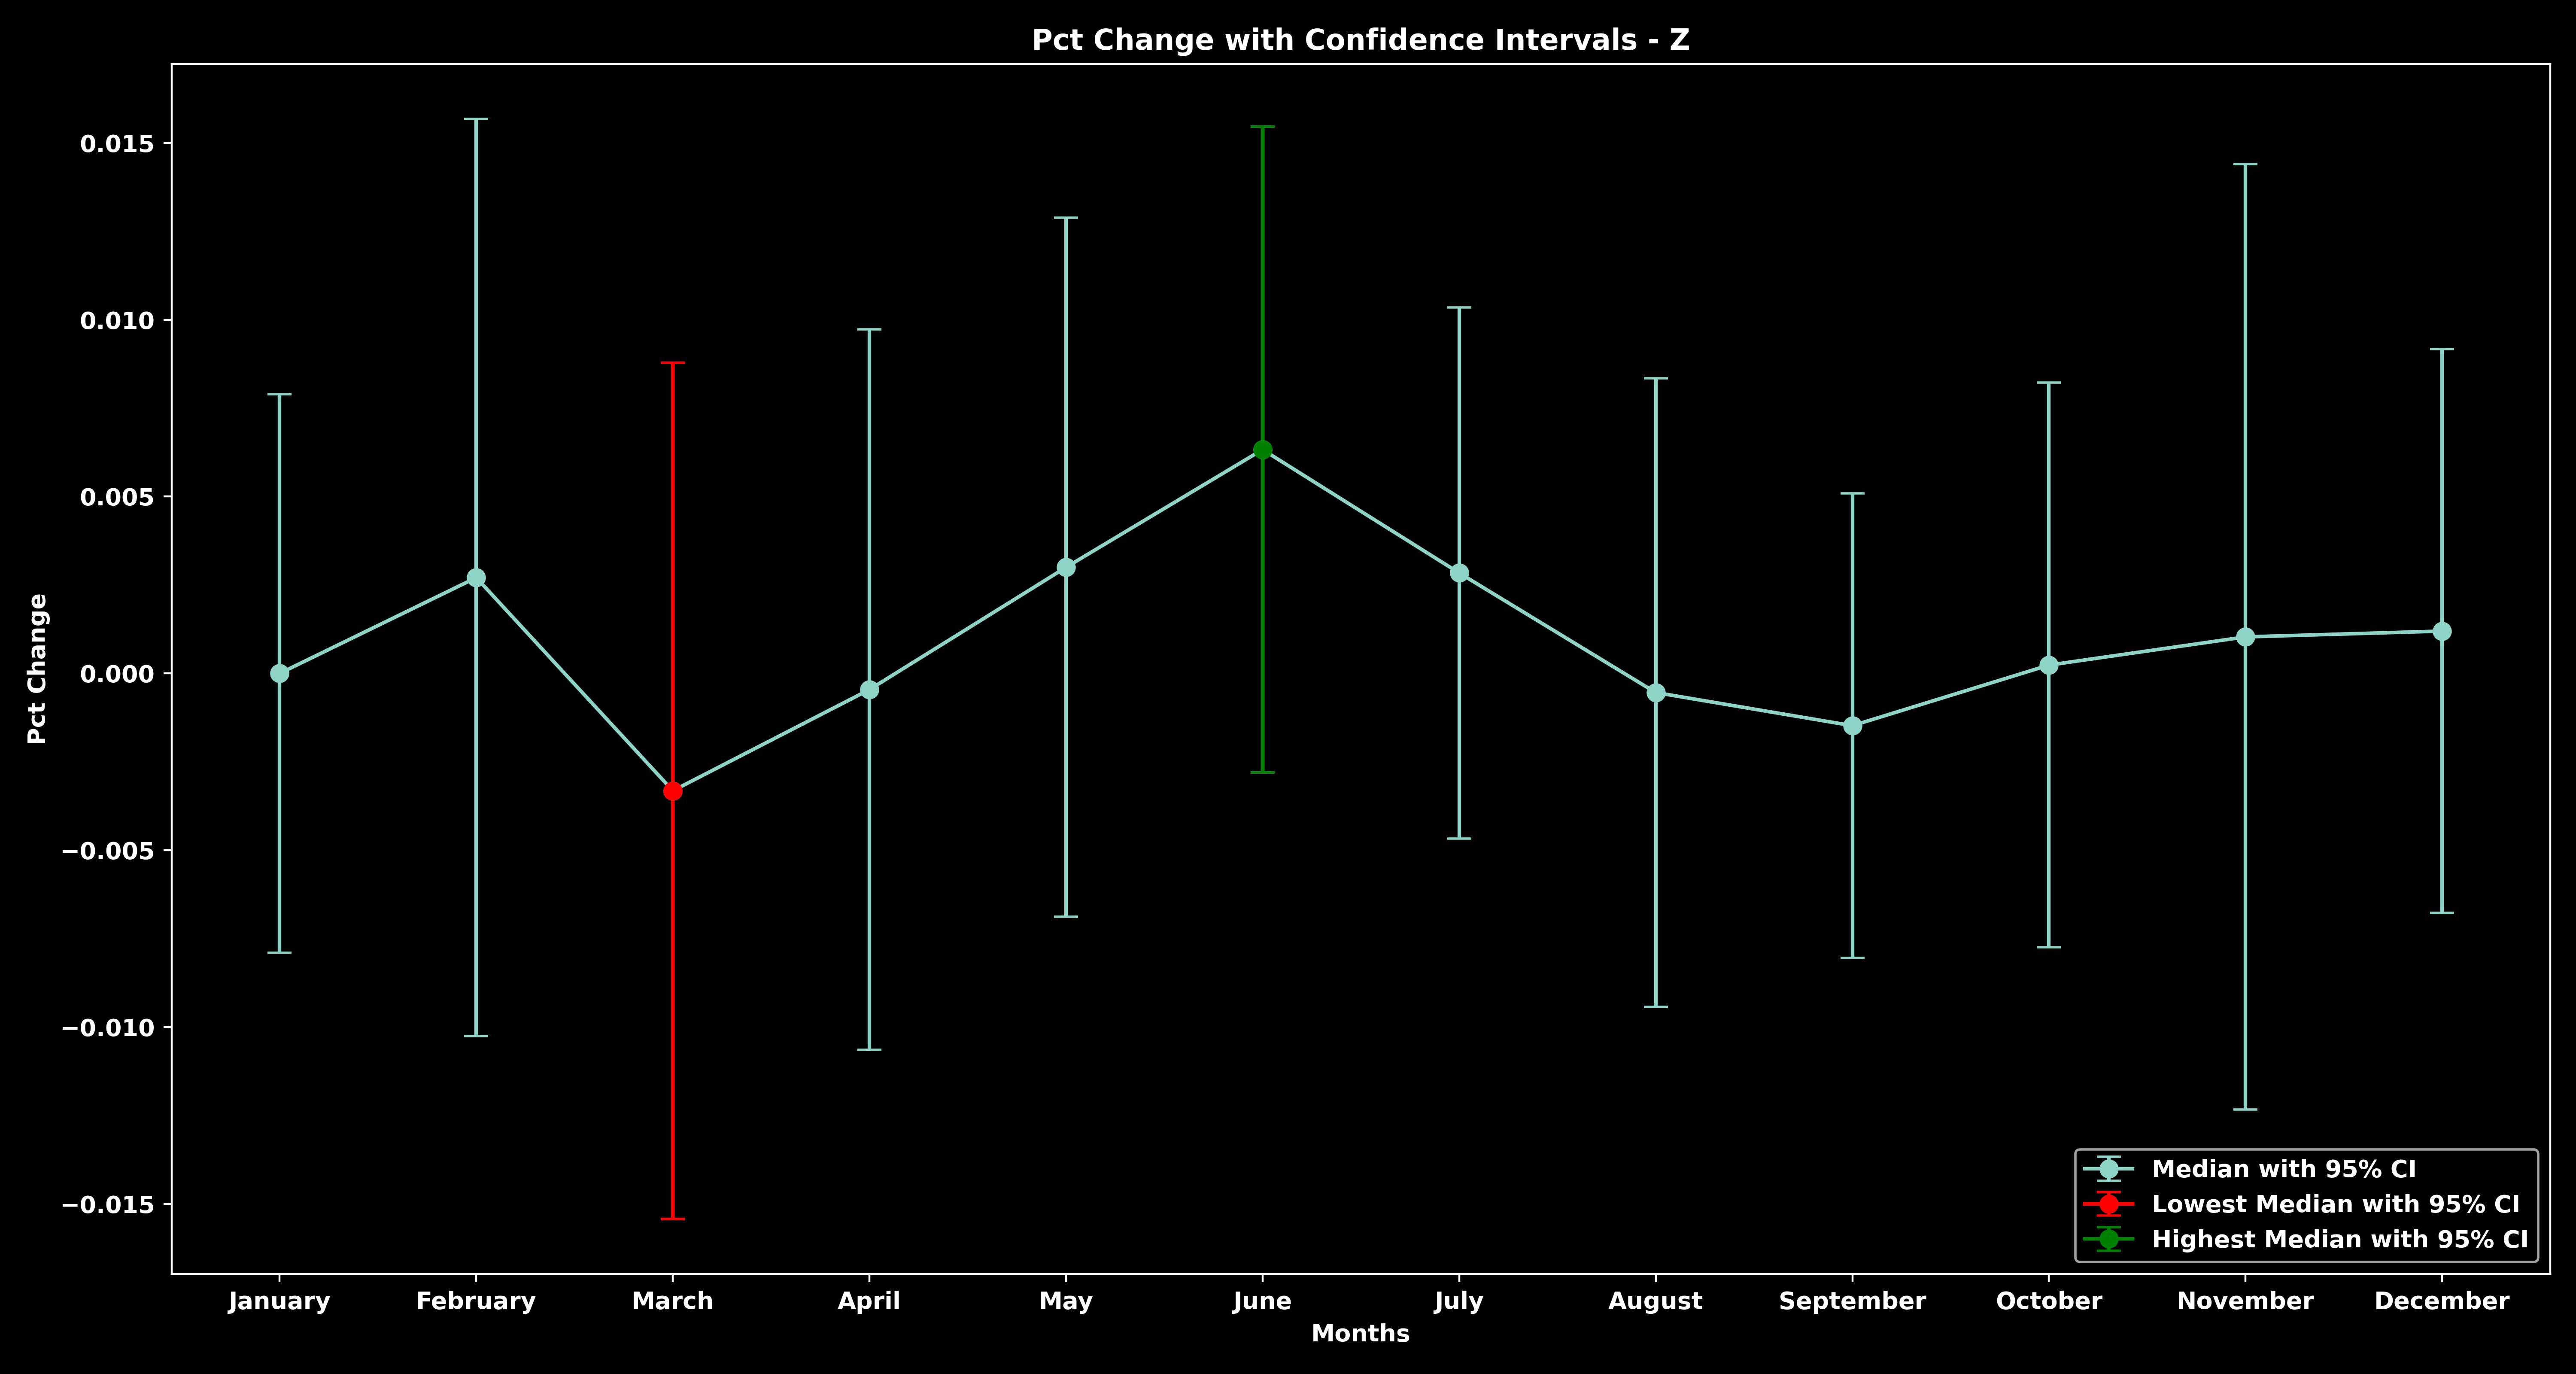 Pct Change with Confidence Intervals - Z
Pct Change
0.015
0.010
0.005
0.000
−0.005
−0.010
−0.015
Median with 95% CI
Lowest Median with 95% CI
Highest Median with 95% CI
January February March April May June July August September October November December
Months